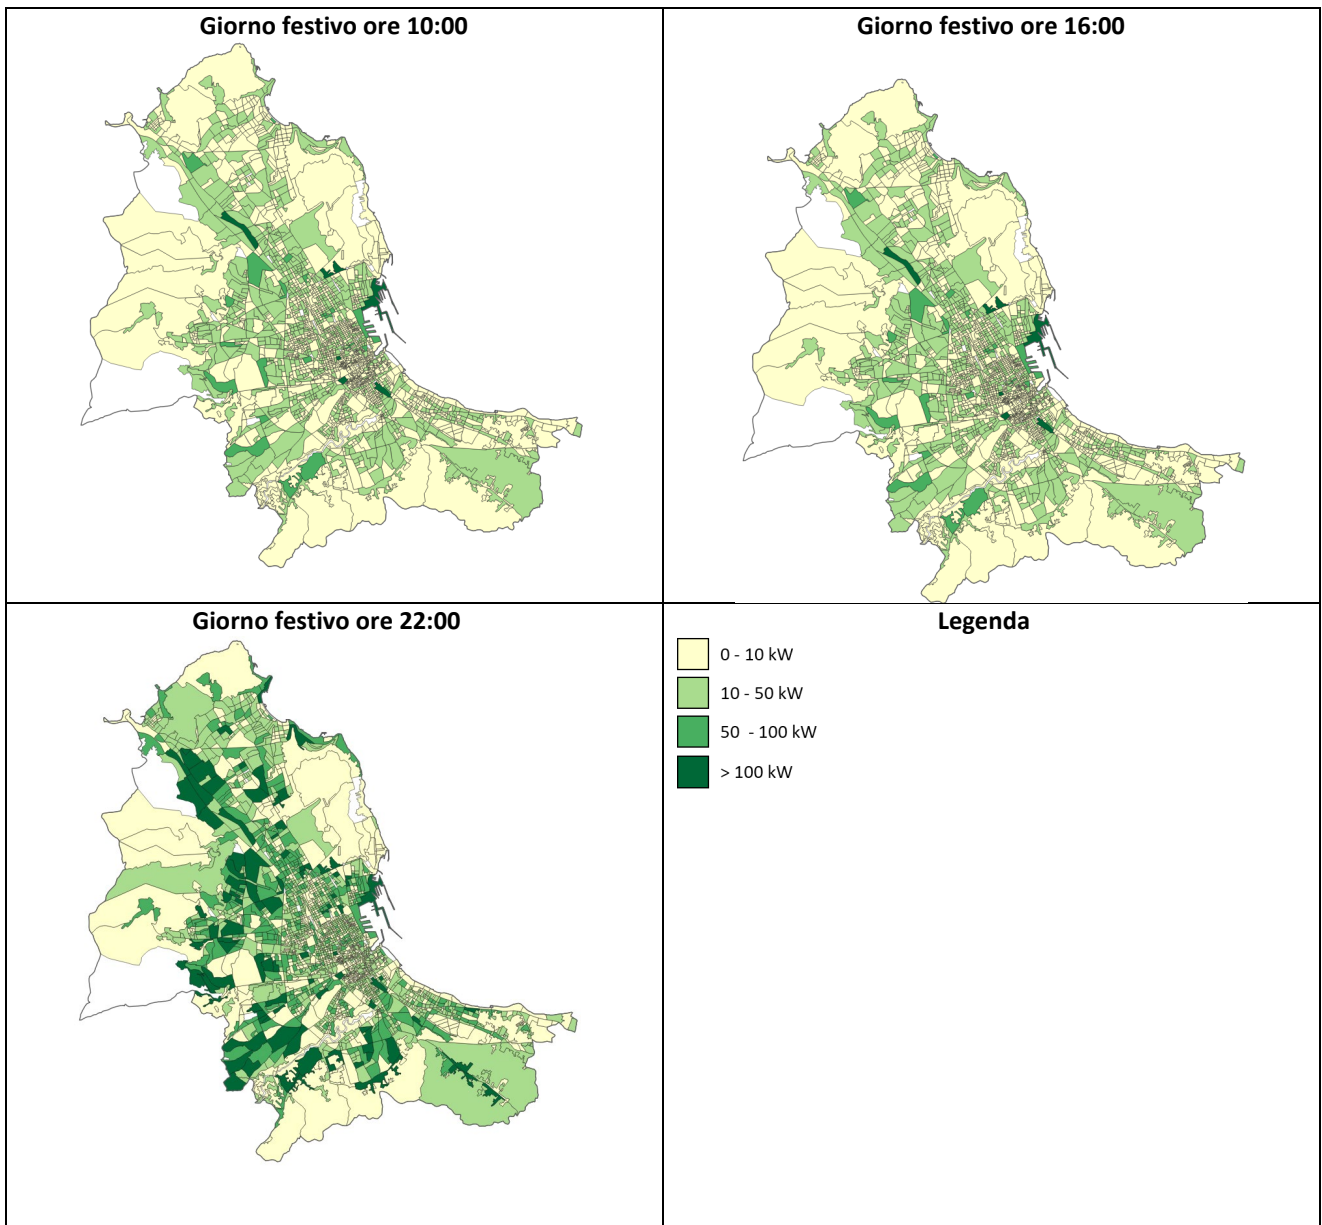 Giorno festivo ore 10:00
Giorno festivo ore 16:00
Giorno festivo ore 22:00
Legenda
0 - 10 kW
10 - 50 kW
50 - 100 kW
> 100 kW